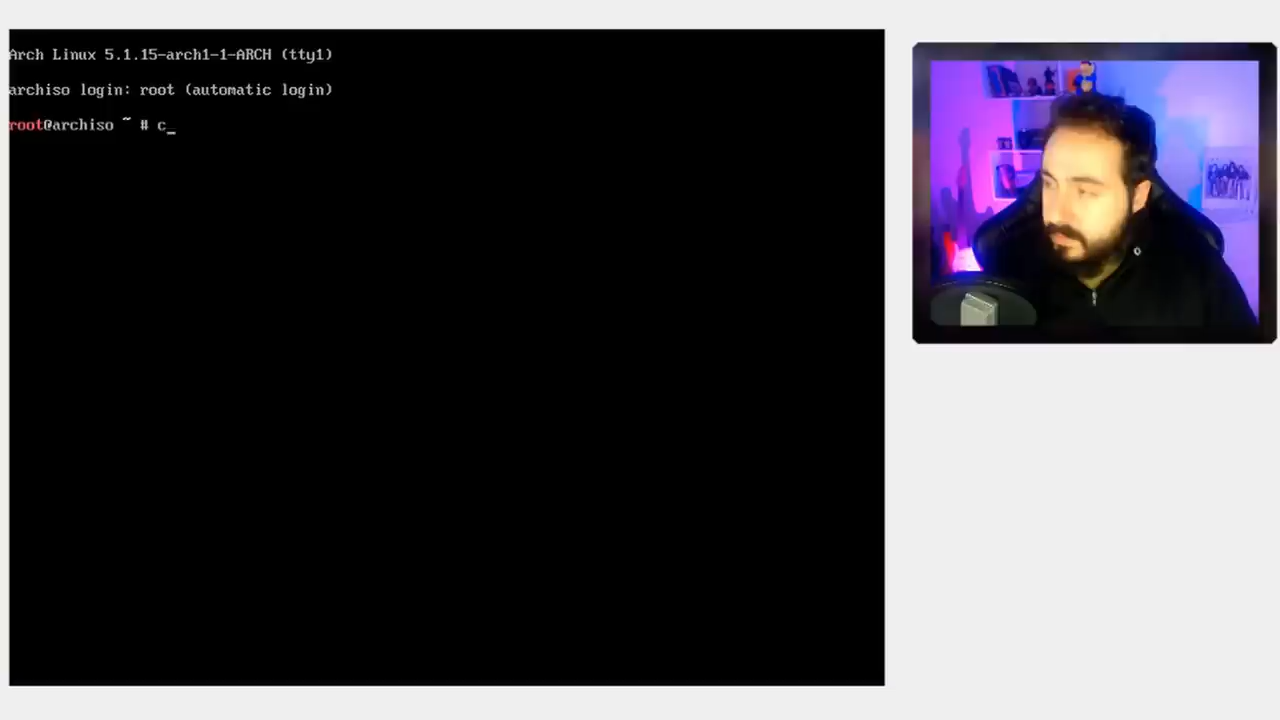 Arch Linux 5.1.15-arch1-1-ARCH (tty1)
archiso login: root (automatic login)
root@archiso ~ # c_